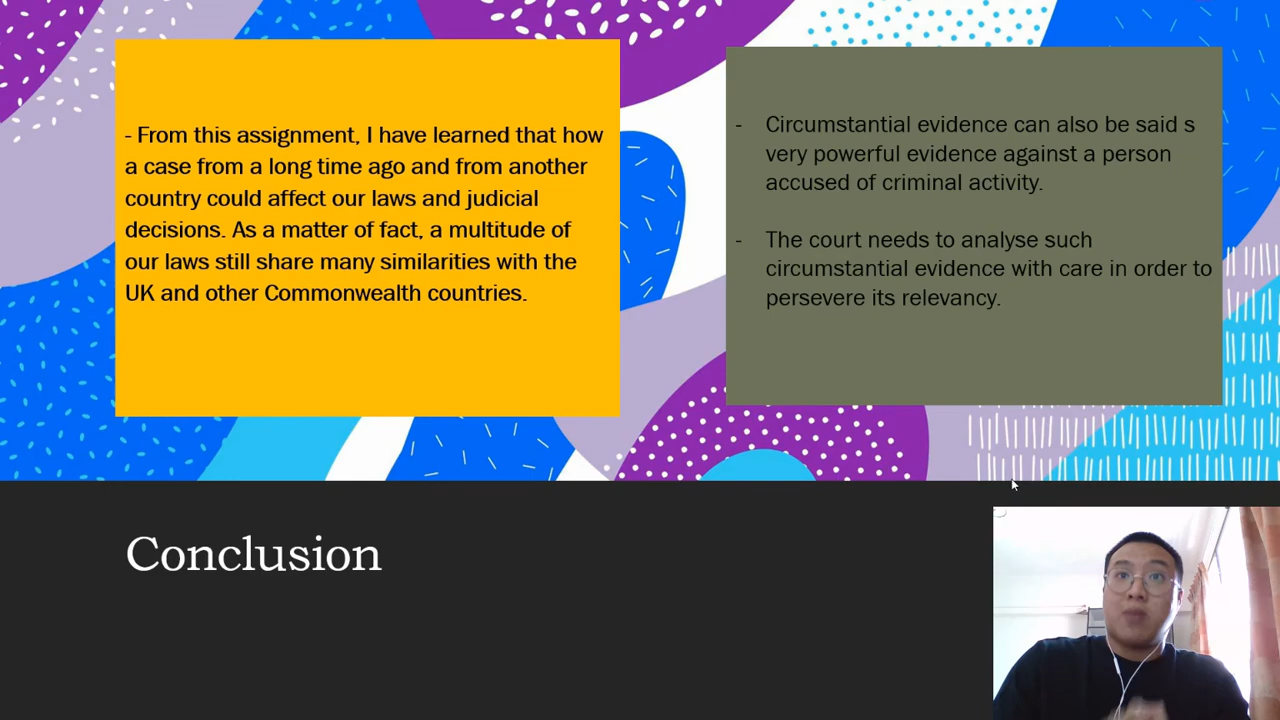 - From this assignment, I have learned that how
a case from a long time ago and from another
country could affect our laws and judicial
decisions. As a matter of fact, a multitude of
our laws still share many similarities with the
UK and other Commonwealth countries.
- Circumstantial evidence can also be said s
very powerful evidence against a person
accused of criminal activity.
- The court needs to analyse such
circumstantial evidence with care in order to
persevere its relevancy.
Conclusion